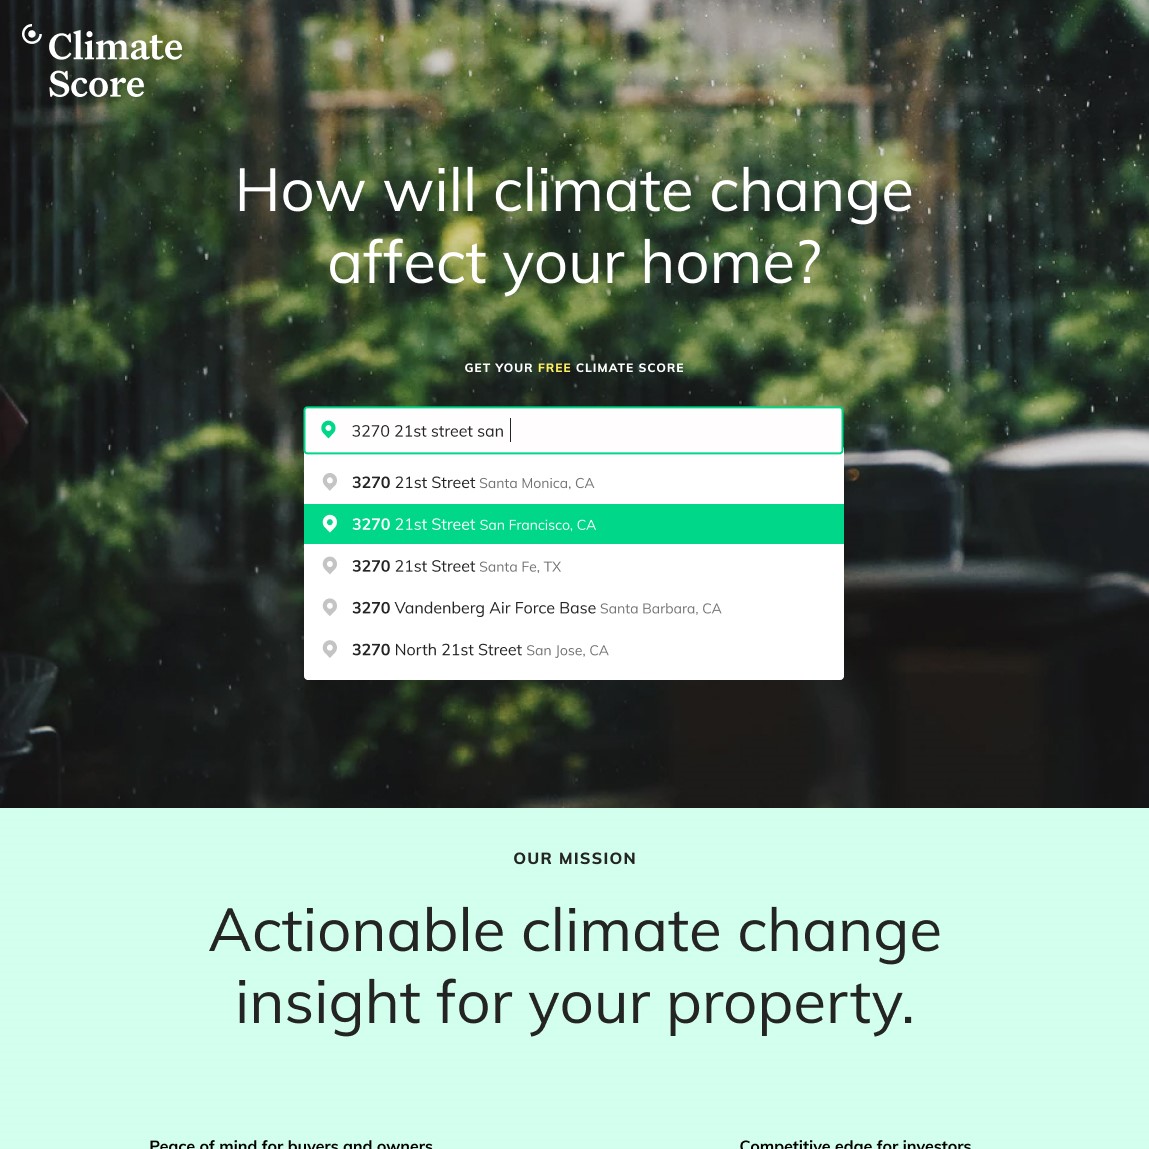 Climate
Score
How will climate change
affect your home?
GET YOUR FREE CLIMATE SCORE
3270 21st street san
3270 21st Street Santa Monica, CA
3270 21st Street San Francisco, CA
3270 21st Street Santa Fe, TX
3270 Vandenberg Air Force Base Santa Barbara, CA
3270 North 21st Street San Jose, CA
OUR MISSION
Actionable climate change
insight for your property.
Peace of mind for buyers and owners
Competitive edge for investors